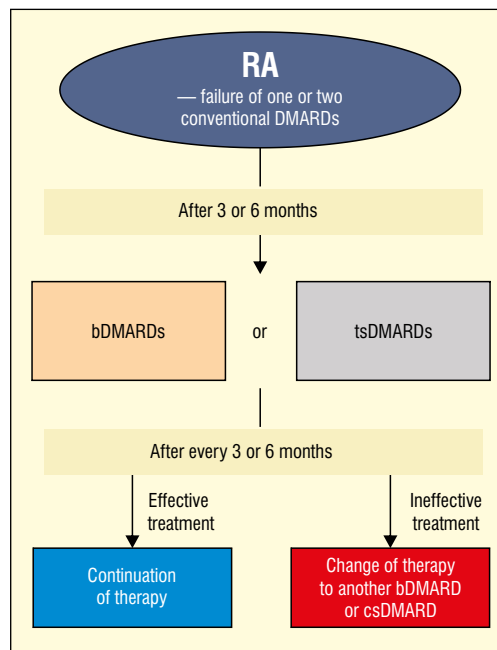 RA
— failure of one or two
conventional DMARDs
After 3 or 6 months
bDMARDs
or
tsDMARDs
After every 3 or 6 months
Effective
treatment
Ineffective
treatment
Continuation
of therapy
Change of therapy
to another bDMARD
or csDMARD